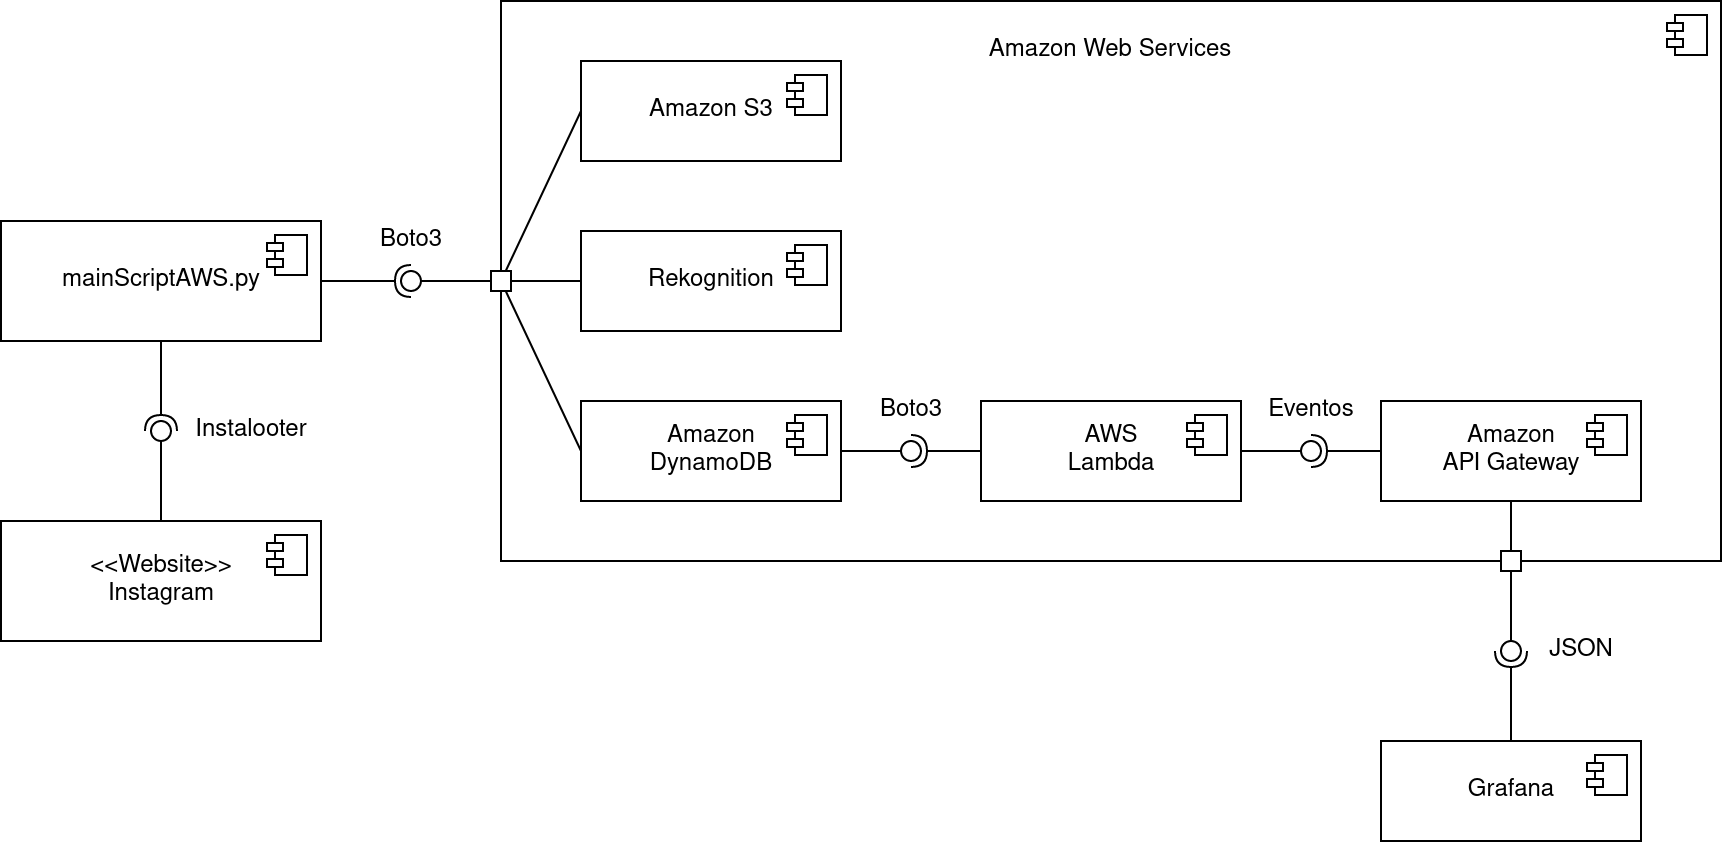 Amazon Web Services
Amazon S3
Boto3
mainScriptAWS.py
Rekognition
Instalooter
Boto3
Eventos
Amazon
DynamoDB
AWS
Lambda
Amazon
API Gateway
<<Website>>
Instagram
JSON
Grafana